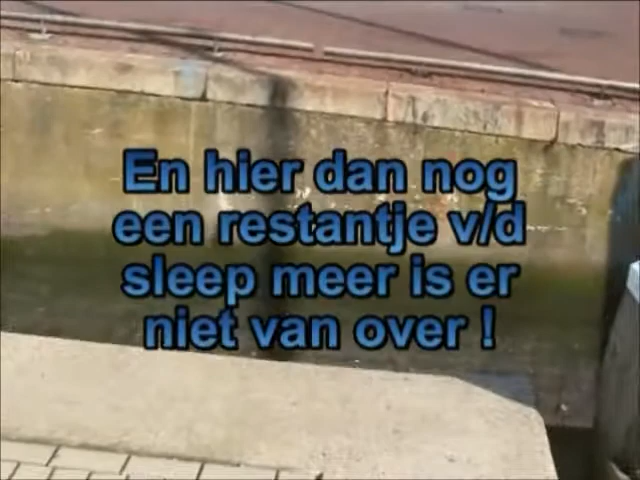 En hier dan nog
een restantje v/d
sleep meer is er
niet van over !